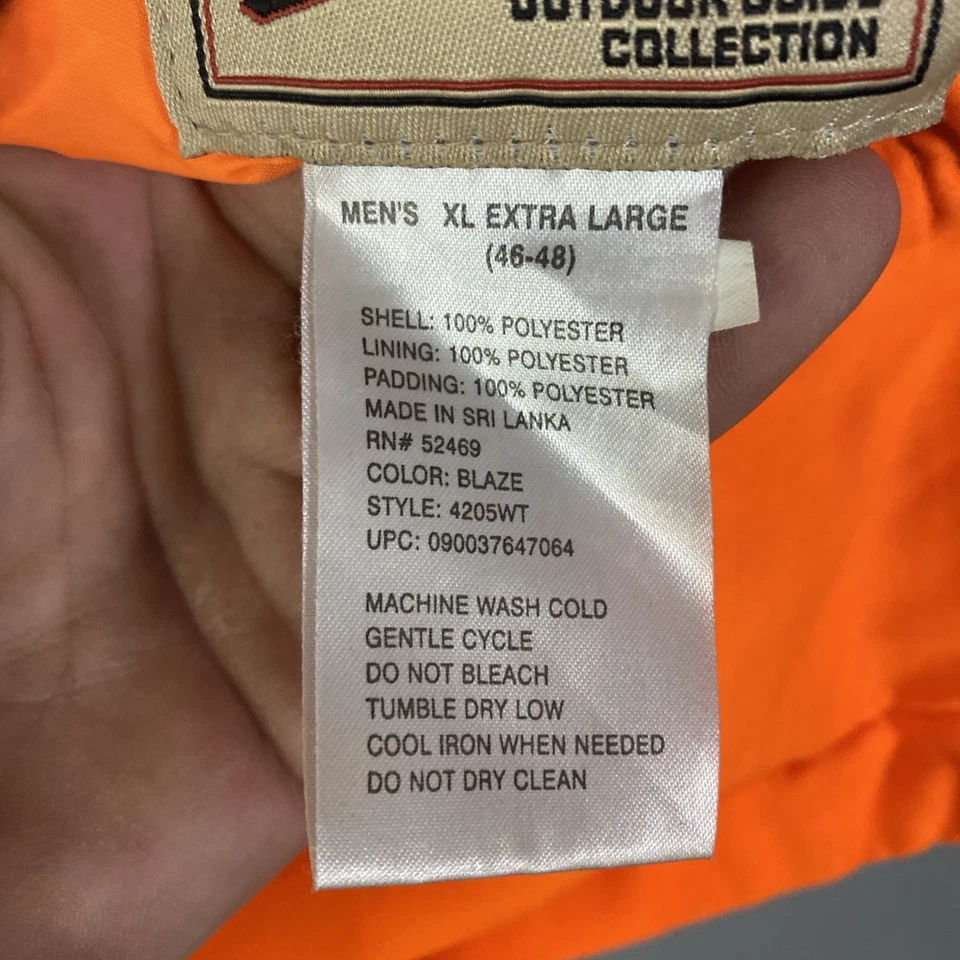 OUTDOOR GUIDE
COLLECTION
MEN'S XL EXTRA LARGE
(46-48)
SHELL: 100% POLYESTER
LINING: 100% POLYESTER
PADDING: 100% POLYESTER
MADE IN SRI LANKA
RN# 52469
COLOR: BLAZE
STYLE: 4205WT
UPC: 090037647064
MACHINE WASH COLD
GENTLE CYCLE
DO NOT BLEACH
TUMBLE DRY LOW
COOL IRON WHEN NEEDED
DO NOT DRY CLEAN